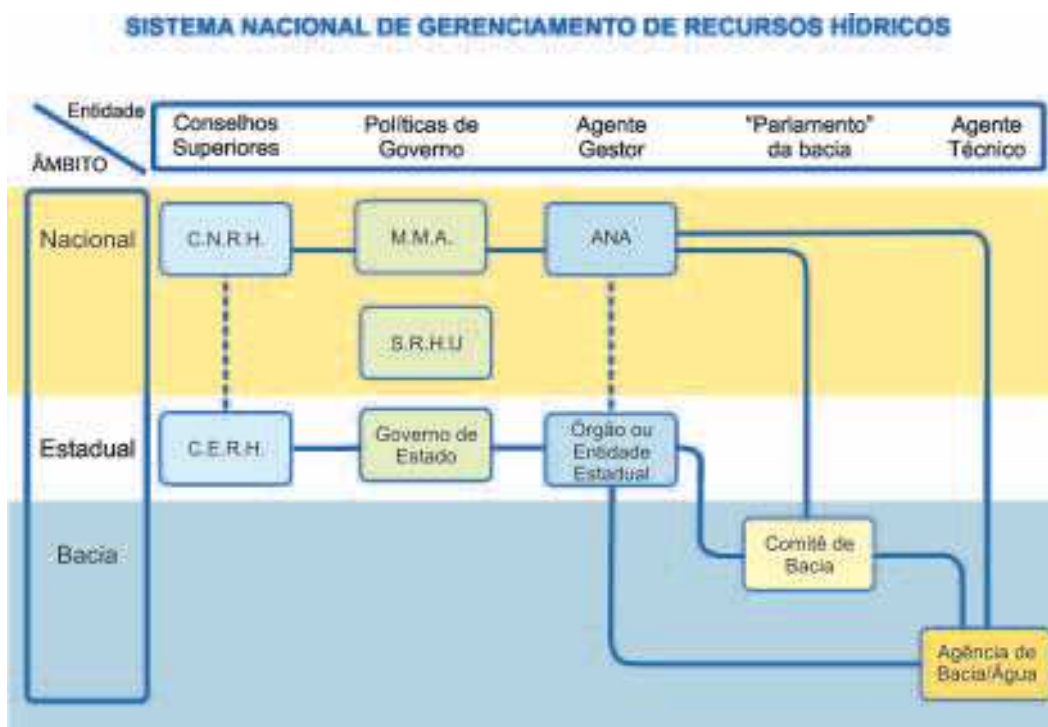 SISTEMA NACIONAL DE GERENCIAMENTO DE RECURSOS HÍDRICOS
Entidade
ÂMBITO
Conselhos
Superiores
Políticas de
Governo
Agente
Gestor
"Parlamento"
da bacia
Agente
Técnico
Nacional
C.N.R.H.
M.M.A.
ANA
S.R.H.U
Estadual
C.E.R.H.
Governo de
Estado
Órgão ou
Entidade
Estadual
Bacia
Comitê de
Bacia
Agência de
Bacia/Água